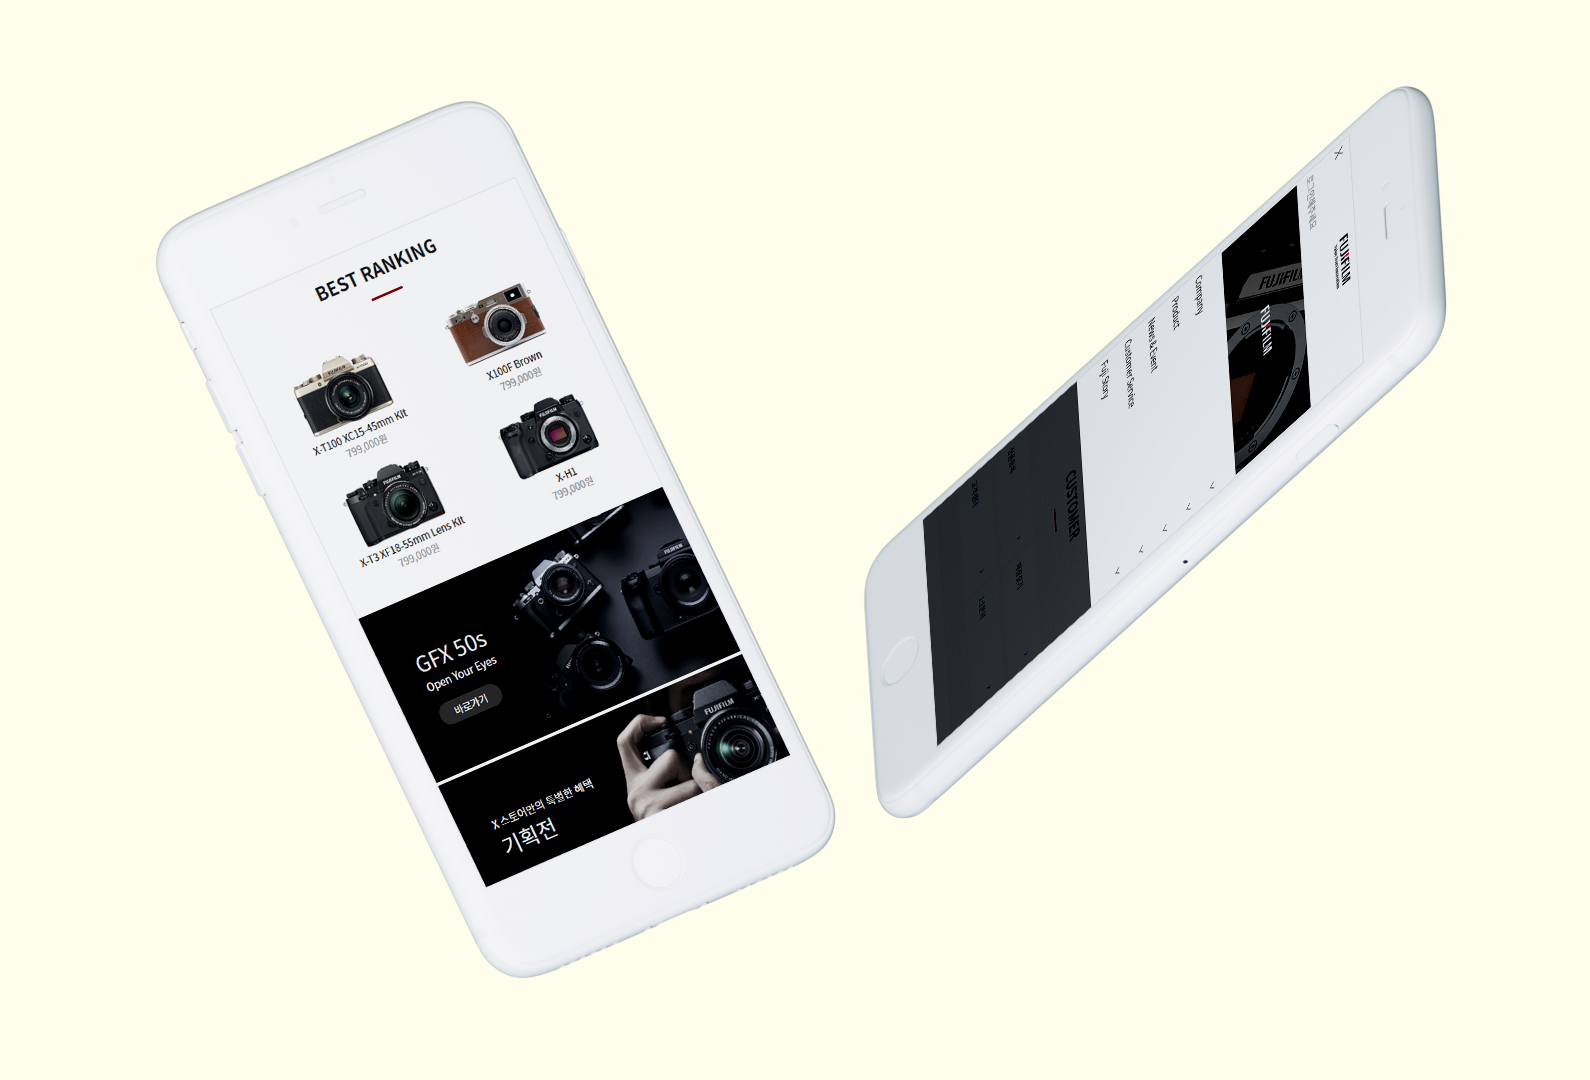 BEST RANKING
X-T100 XC15-45mm Kit
799,000원
X100F Brown
799,000원
X-T3 XF18-55mm Lens Kit
799,000원
X-H1
799,000원
GFX 50s
Open Your Eyes
바로가기
FUJIFILM
X 스토어만의 특별한 혜택
기획전
FUJIFILM
FUJIFILM
FUJIFILM
Company
Product
News & Event
Customer Service
Fuji Story
CUSTOMER